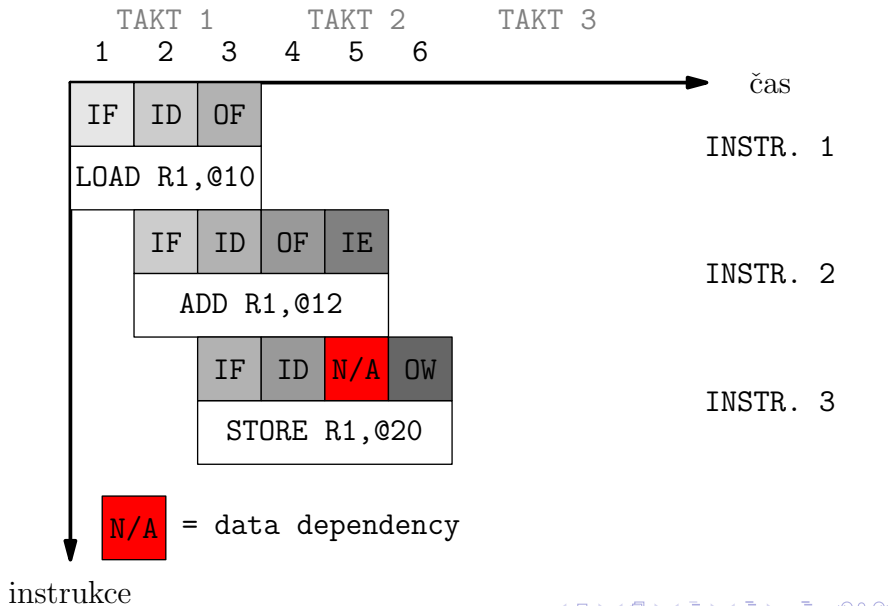 TAKT 1 TAKT 2 TAKT 3
1 2 3 4 5 6
čas
IF ID OF
INSTR. 1
LOAD R1,@10
IF ID OF IE
INSTR. 2
ADD R1,@12
IF ID N/A OW
INSTR. 3
STORE R1,@20
N/A = data dependency
instrukce